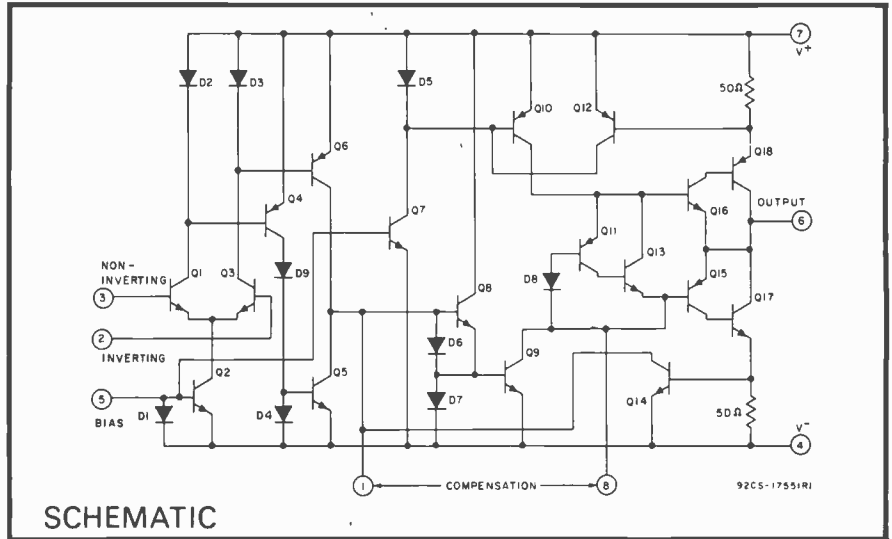 7
V+
D2
D3
D5
Q10
Q12
50Ω
Q6
Q18
Q4
OUTPUT
6
Q7
Q16
Q11
Q13
NON-
INVERTING
3
Q1
Q3
D9
Q8
D8
Q15
Q17
2
INVERTING
D6
Q9
Q2
Q5
5
BIAS
D1
D4
D7
Q14
50Ω
V-
4
1
COMPENSATION
8
92CS-17551R1
SCHEMATIC